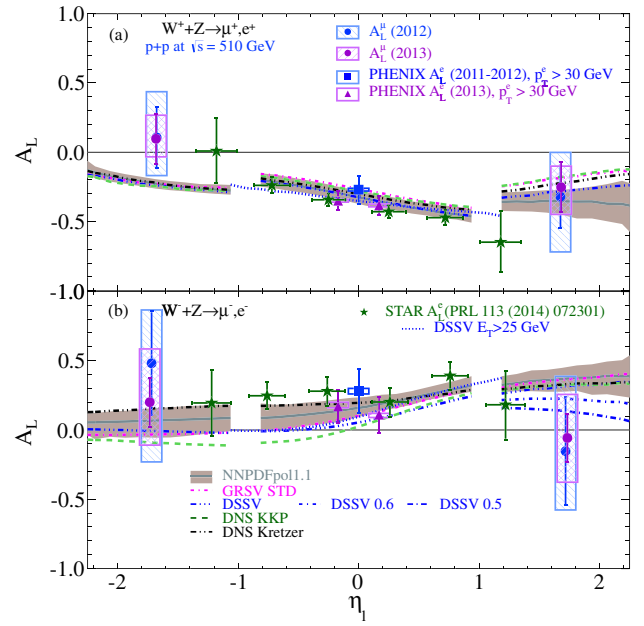 1.0
(a)
W⁺+Z→μ⁺,e⁺
p+p at √s = 510 GeV
A_L^μ (2012)
A_L^μ (2013)
PHENIX A_L^e (2011-2012), p_T^e > 30 GeV
PHENIX A_L^e (2013), p_T^e > 30 GeV
0.5
0.0
-0.5
-1.0
A_L
(b)
W⁻+Z→μ⁻,e⁻
STAR A_L^e (PRL 113 (2014) 072301)
DSSV E_T>25 GeV
0.5
0.0
-0.5
-1.0
A_L
NNPDFpol1.1
GRSV STD
DSSV DSSV 0.6 DSSV 0.5
DNS KKP
DNS Kretzer
-2 -1 0 1 2
η_l